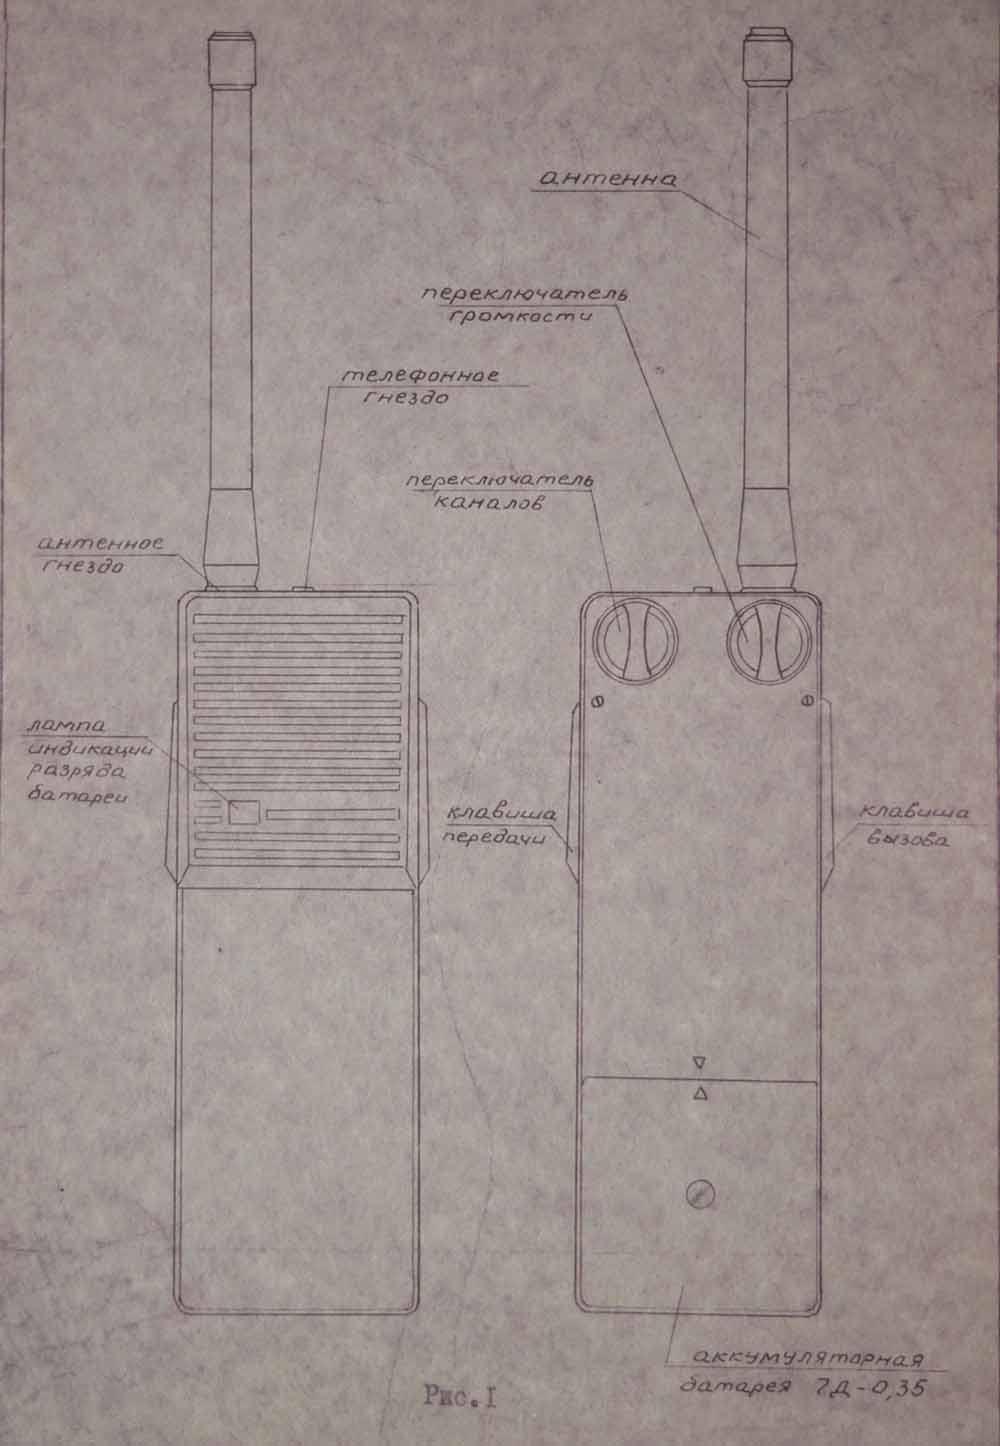 антенна
переключатель
громкости
телефонное
гнездо
переключатель
каналов
антенное
гнездо
лампа
индикации
разряда
батареи
клавиша
передачи
клавиша
вызова
аккумуляторная
батарея 7Д-0,35
Рис.I